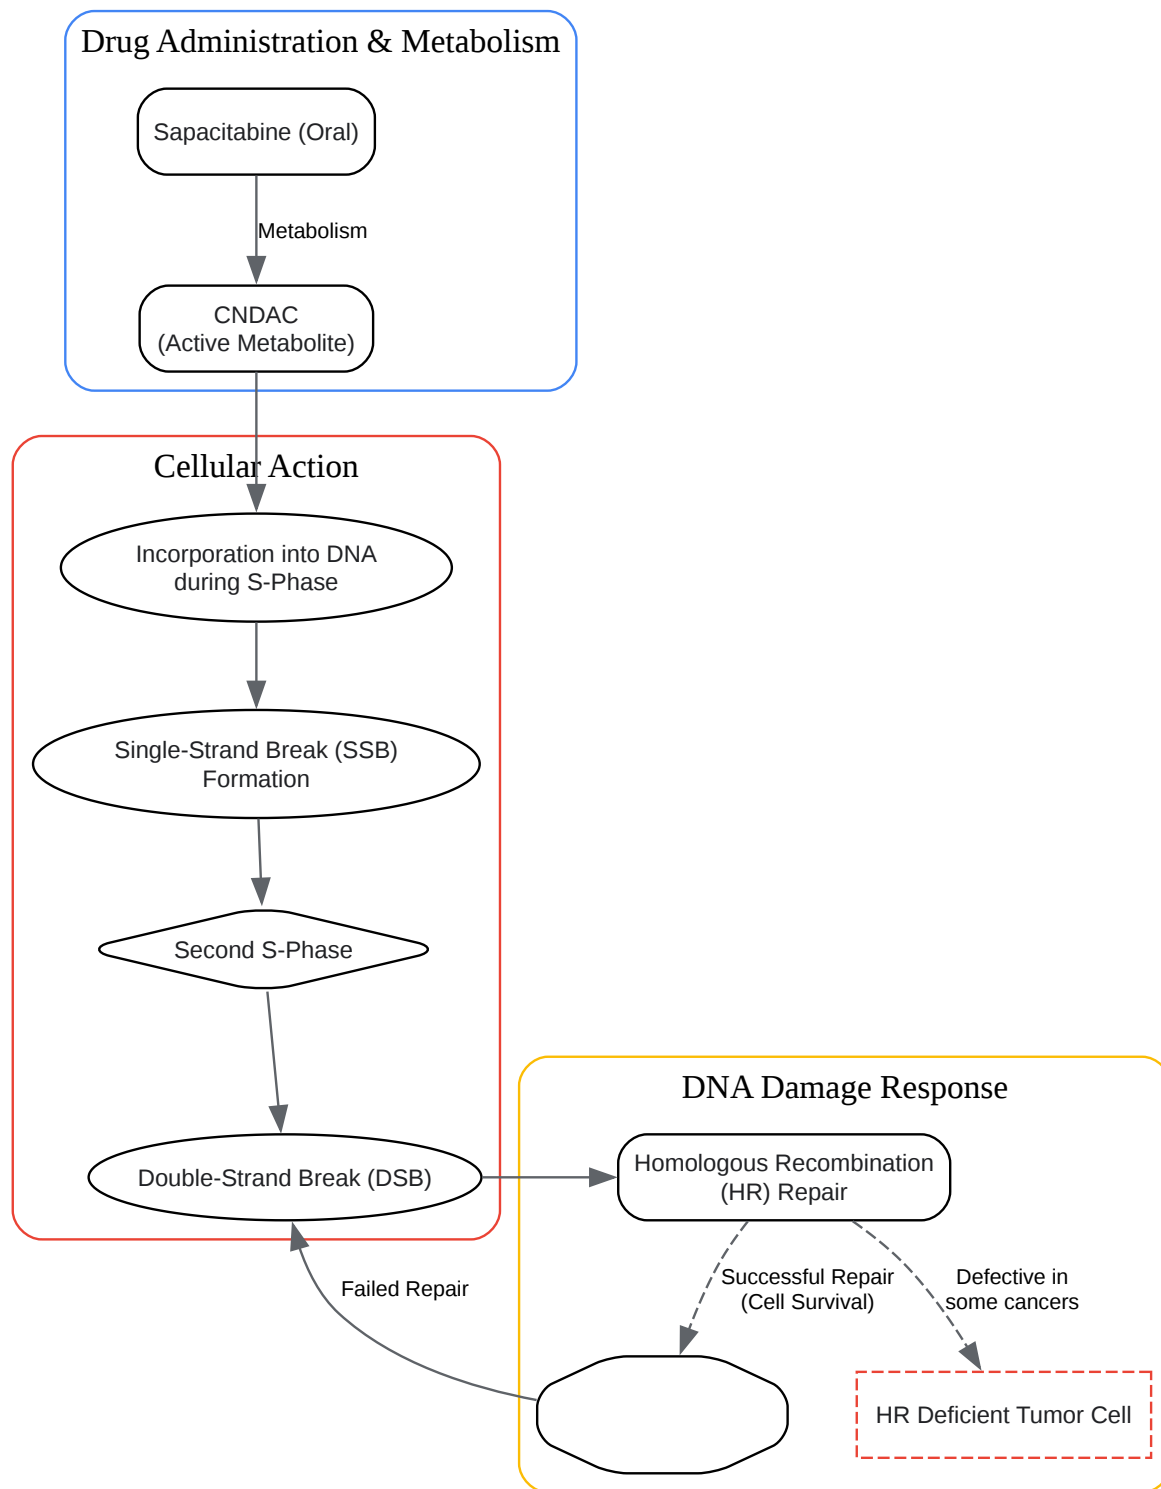 Drug Administration & Metabolism
Sapacitabine (Oral)
Metabolism
CNDAC
(Active Metabolite)
Cellular Action
Incorporation into DNA
during S-Phase
Single-Strand Break (SSB)
Formation
Second S-Phase
Double-Strand Break (DSB)
DNA Damage Response
Homologous Recombination
(HR) Repair
Failed Repair
Successful Repair
(Cell Survival)
Defective in
some cancers
HR Deficient Tumor Cell